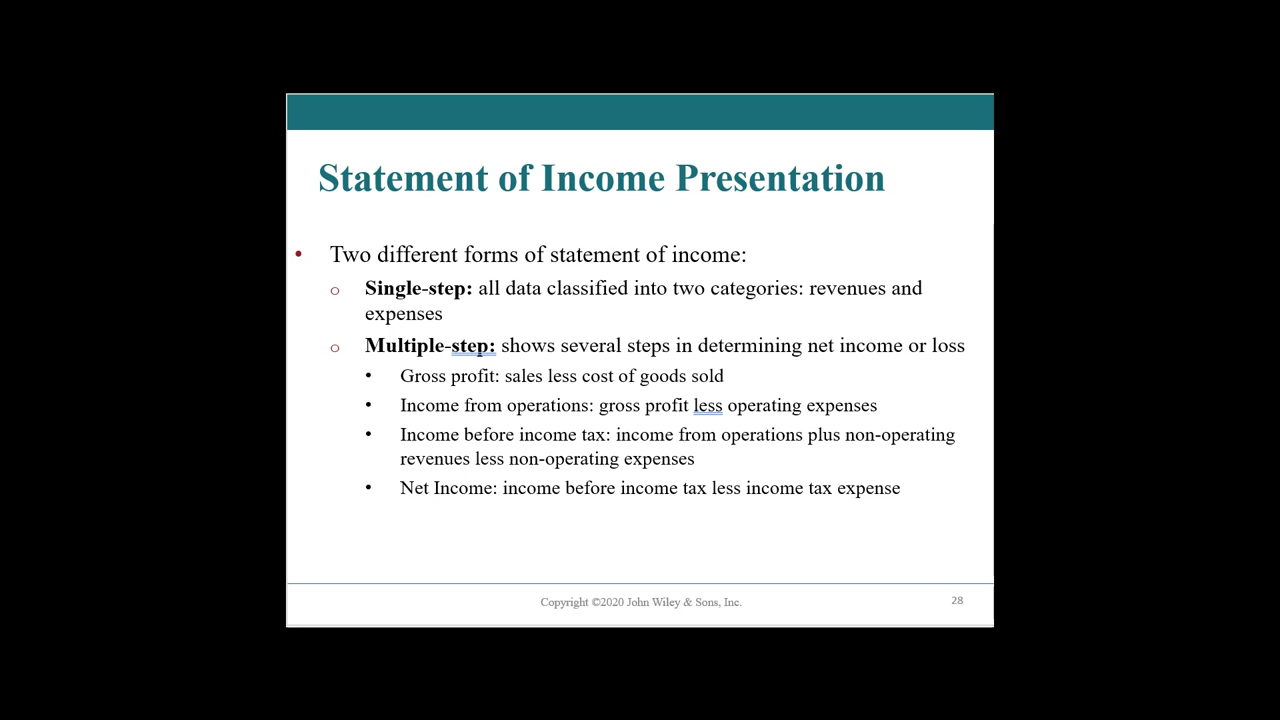 Statement of Income Presentation
• Two different forms of statement of income:
o Single-step: all data classified into two categories: revenues and
expenses
o Multiple-step: shows several steps in determining net income or loss
• Gross profit: sales less cost of goods sold
• Income from operations: gross profit less operating expenses
• Income before income tax: income from operations plus non-operating
revenues less non-operating expenses
• Net Income: income before income tax less income tax expense
Copyright ©2020 John Wiley & Sons, Inc.
28